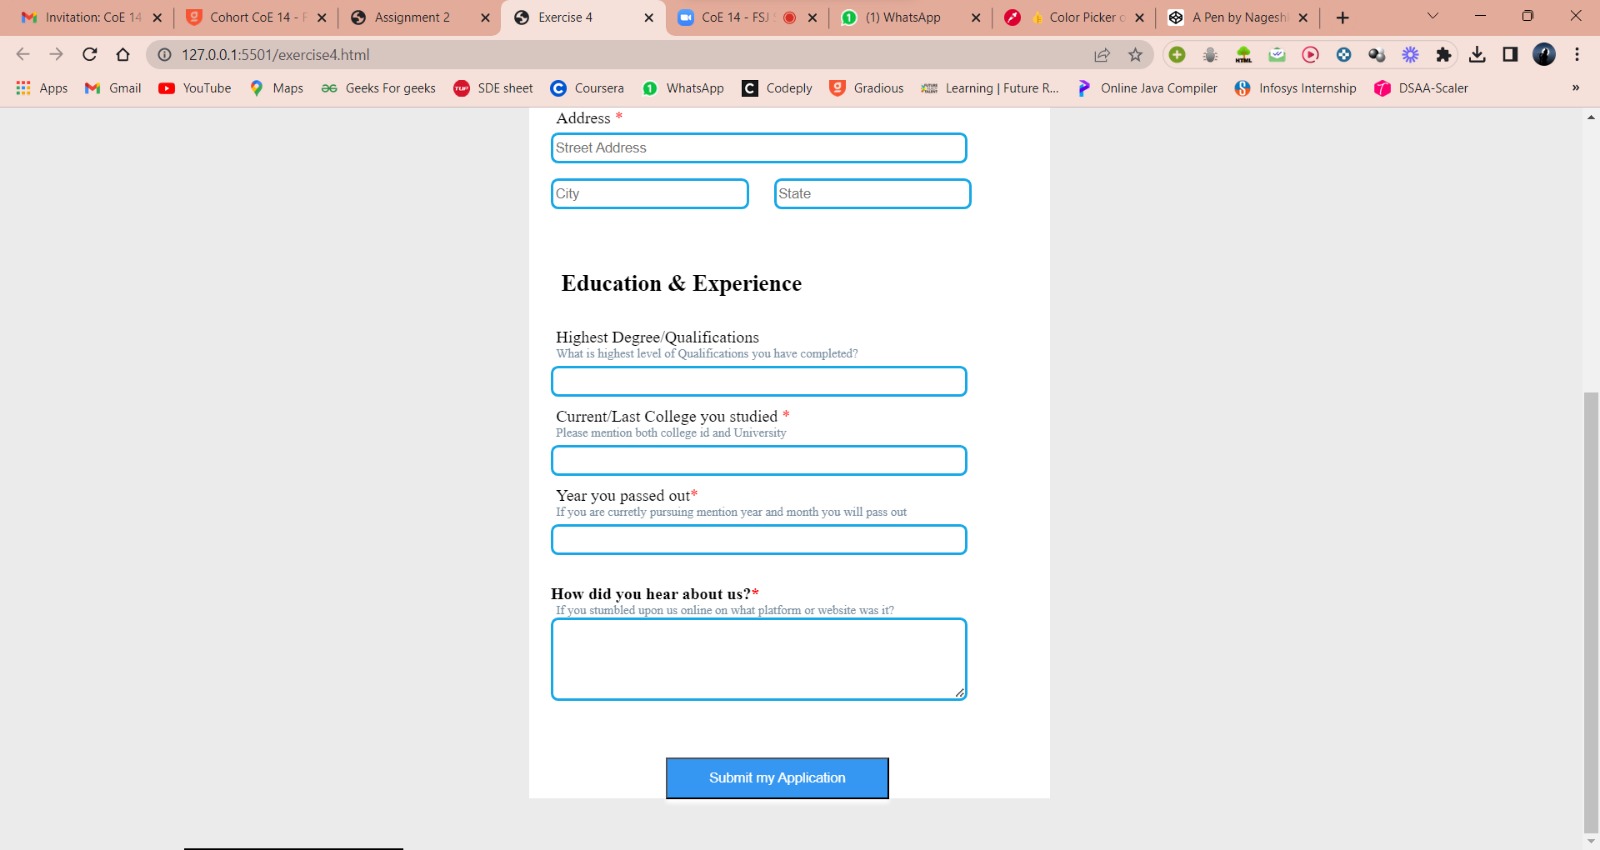 Invitation: CoE 14
Cohort CoE 14 - F
Assignment 2
Exercise 4
CoE 14 - FSJ
(1) WhatsApp
Color Picker o
A Pen by Nagesh
127.0.0.1:5501/exercise4.html
Apps
Gmail
YouTube
Maps
Geeks For geeks
SDE sheet
Coursera
WhatsApp
Codeply
Gradious
Learning | Future R...
Online Java Compiler
Infosys Internship
DSAA-Scaler
»
Address *
Street Address
City State
Education & Experience
Highest Degree/Qualifications
What is highest level of Qualifications you have completed?
Current/Last College you studied *
Please mention both college id and University
Year you passed out*
If you are curretly pursuing mention year and month you will pass out
How did you hear about us?*
If you stumbled upon us online on what platform or website was it?
Submit my Application